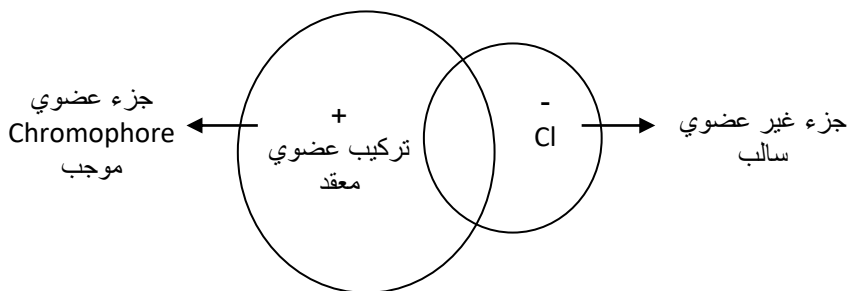 جزء عضوي
Chromophore
موجب
+
تركيب عضوي
معقد
-
Cl
جزء غير عضوي
سالب